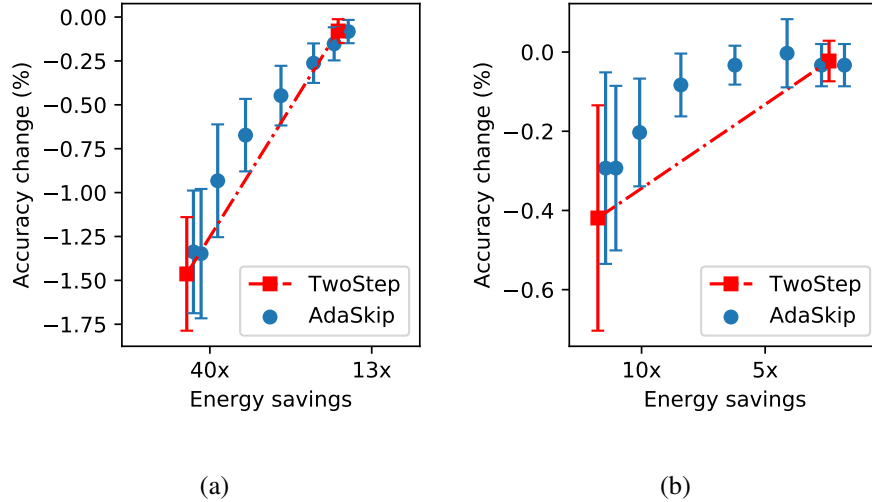 0.00
−0.25
−0.50
−0.75
−1.00
−1.25
−1.50
−1.75
Accuracy change (%)
TwoStep
AdaSkip
40x
13x
Energy savings
(a)
0.0
−0.2
−0.4
−0.6
Accuracy change (%)
TwoStep
AdaSkip
10x
5x
Energy savings
(b)